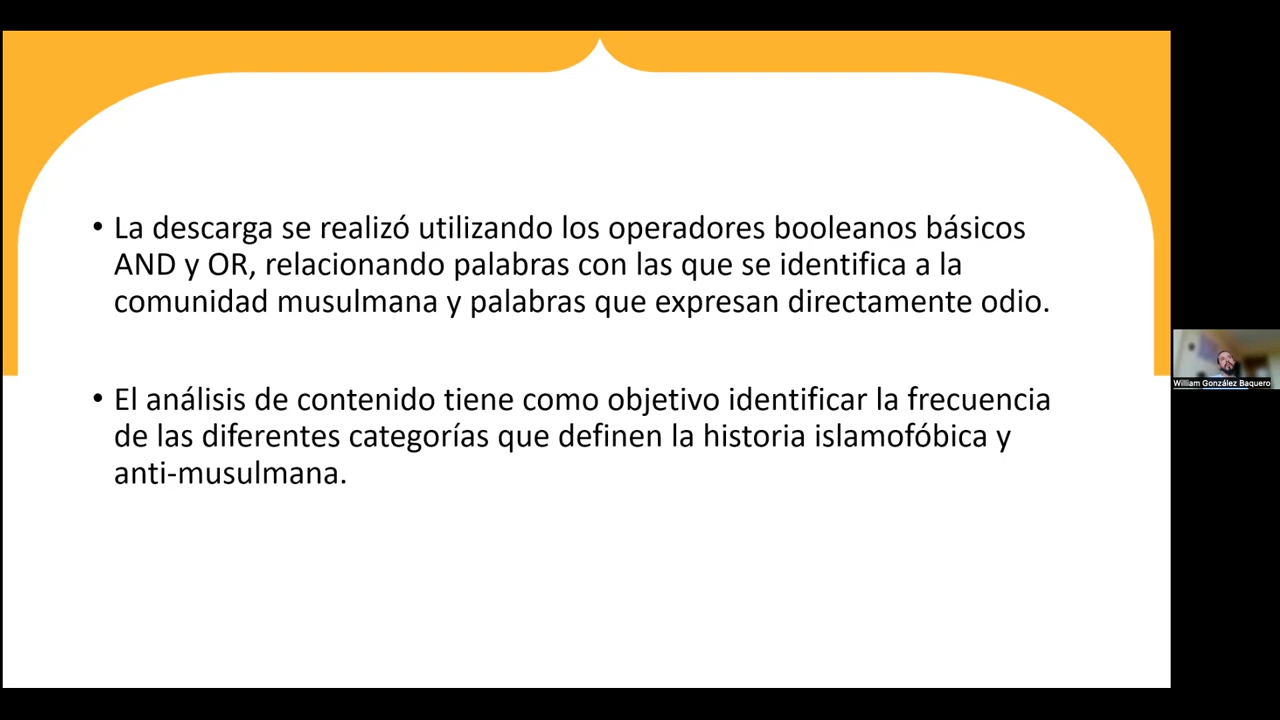 • La descarga se realizó utilizando los operadores booleanos básicos
AND y OR, relacionando palabras con las que se identifica a la
comunidad musulmana y palabras que expresan directamente odio.
• El análisis de contenido tiene como objetivo identificar la frecuencia
de las diferentes categorías que definen la historia islamofóbica y
anti-musulmana.
William González Baquero